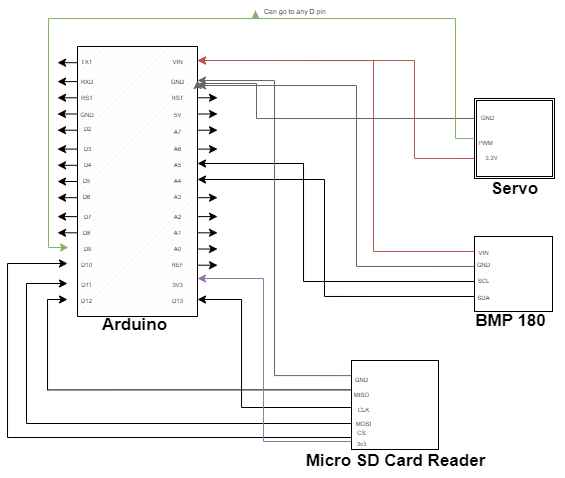 Can go to any D pin
TX1
VIN
RXD
GND
RST
RST
GND
5V
D2
A7
D3
A6
D4
A5
D5
A4
D6
A3
D7
A2
D8
A1
D9
A0
D10
REF
D11
3V3
D12
D13
Arduino
GND
PWM
3.3V
Servo
VIN
GND
SCL
SDA
BMP 180
GND
MISO
CLK
MOSI
CS
3v3
Micro SD Card Reader